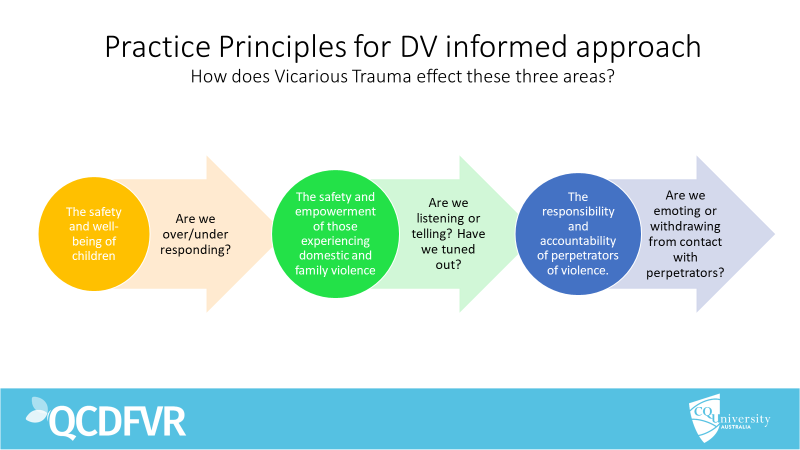 Practice Principles for DV informed approach
How does Vicarious Trauma effect these three areas?
The safety
and well-
being of
children
Are we
over/under
responding?
The safety and
empowerment
of those
experiencing
domestic and
family violence
Are we
listening or
telling? Have
we tuned
out?
The
responsibility
and
accountability
of perpetrators
of violence.
Are we
emoting or
withdrawing
from contact
with
perpetrators?
QCDFVR
CQUniversity
AUSTRALIA